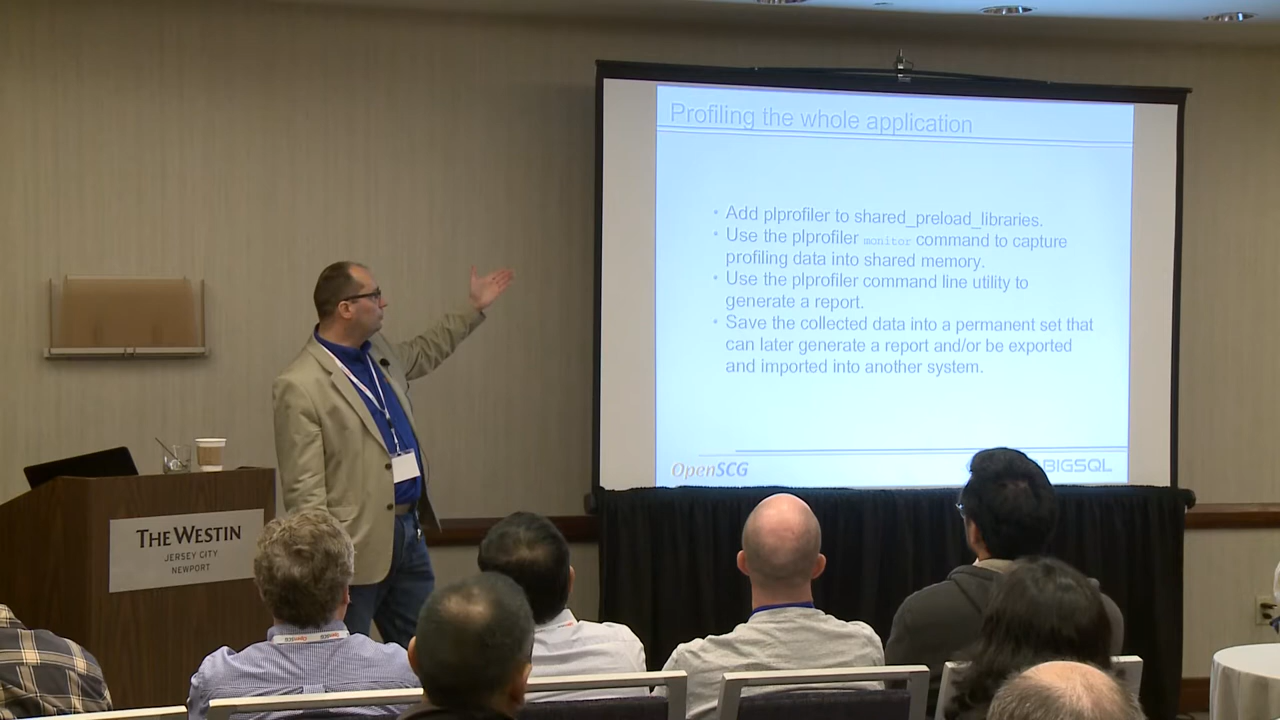 Profiling the whole application
• Add plprofiler to shared_preload_libraries.
• Use the plprofiler monitor command to capture
profiling data into shared memory.
• Use the plprofiler command line utility to
generate a report.
• Save the collected data into a permanent set that
can later generate a report and/or be exported
and imported into another system.
OpenSCG
BIGSQL
THE WESTIN
JERSEY CITY
NEWPORT